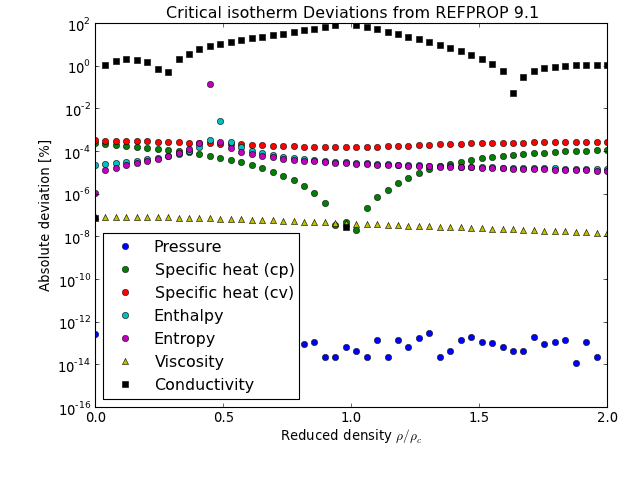 Critical isotherm Deviations from REFPROP 9.1
Absolute deviation [%]
10^2
10^0
10^-2
10^-4
10^-6
10^-8
10^-10
10^-12
10^-14
10^-16
Pressure
Specific heat (cp)
Specific heat (cv)
Enthalpy
Entropy
Viscosity
Conductivity
0.0 0.5 1.0 1.5 2.0
Reduced density ρ/ρ_c